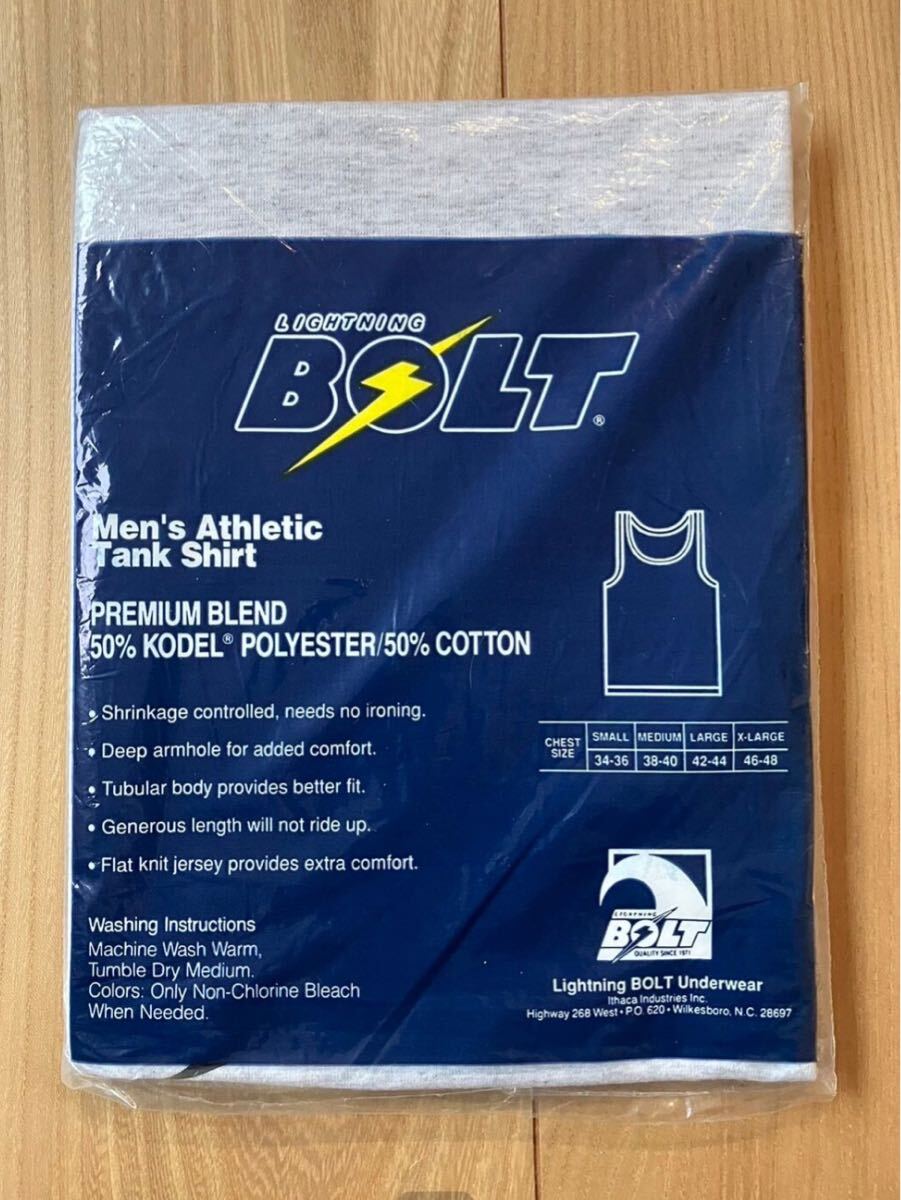 LIGHTNING
BOLT®
Men's Athletic
Tank Shirt
PREMIUM BLEND
50% KODEL® POLYESTER/50% COTTON
• Shrinkage controlled, needs no ironing.
• Deep armhole for added comfort.
• Tubular body provides better fit.
• Generous length will not ride up.
• Flat knit jersey provides extra comfort.
CHEST SIZE SMALL MEDIUM LARGE X-LARGE
34-36 38-40 42-44 46-48
Washing Instructions
Machine Wash Warm,
Tumble Dry Medium.
Colors: Only Non-Chlorine Bleach
When Needed.
LIGHTNING
BOLT
QUALITY SINCE 1971
Lightning BOLT Underwear
Ithaca Industries Inc.
Highway 268 West • P.O. 620 • Wilkesboro, N.C. 28697